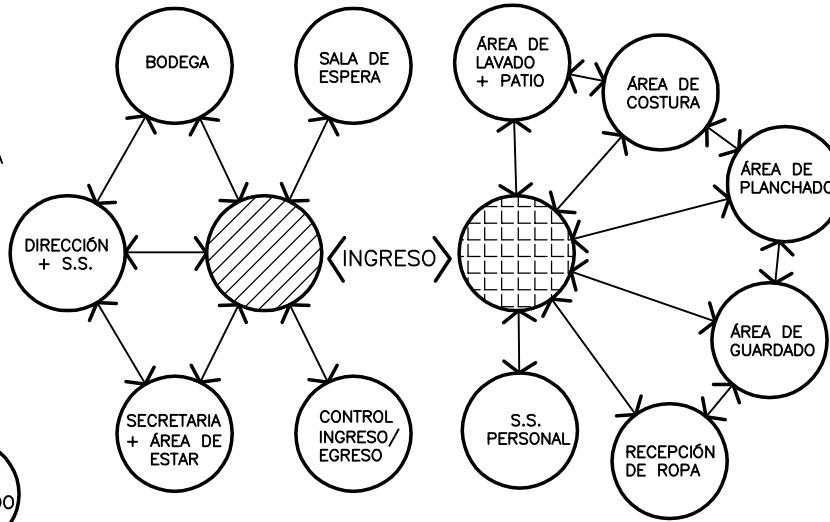 BODEGA
SALA DE
ESPERA
ÁREA DE
LAVADO
+ PATIO
ÁREA DE
COSTURA
ÁREA DE
PLANCHADO
DIRECCIÓN
+ S.S.
INGRESO
ÁREA DE
GUARDADO
SECRETARIA
+ ÁREA DE
ESTAR
CONTROL
INGRESO/
EGRESO
S.S.
PERSONAL
RECEPCIÓN
DE ROPA